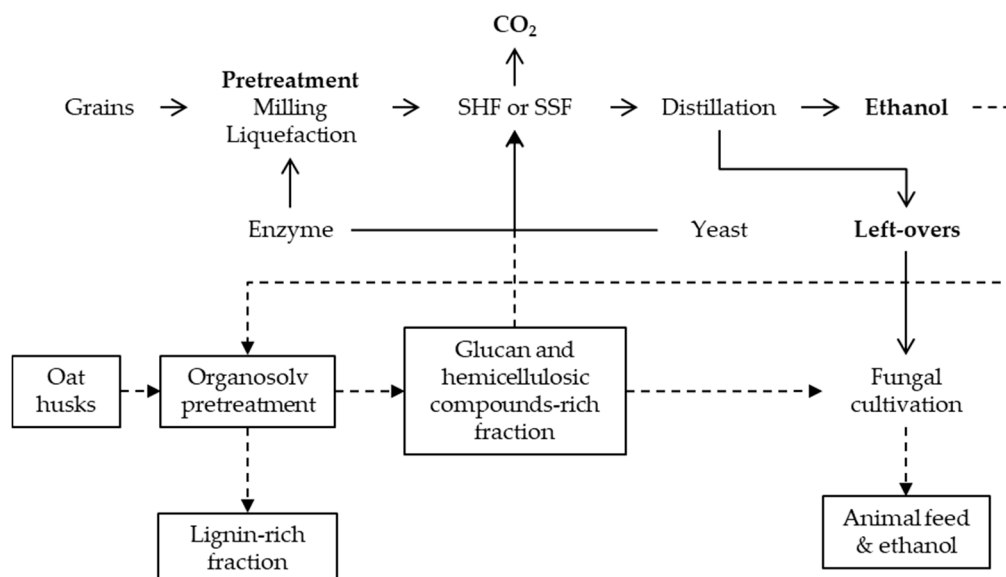 CO₂
Pretreatment
Grains
Milling
Liquefaction
SHF or SSF
Distillation
Ethanol
Enzyme
Yeast
Left-overs
Oat
husks
Organosolv
pretreatment
Glucan and
hemicellulosic
compounds-rich
fraction
Fungal
cultivation
Lignin-rich
fraction
Animal feed
& ethanol